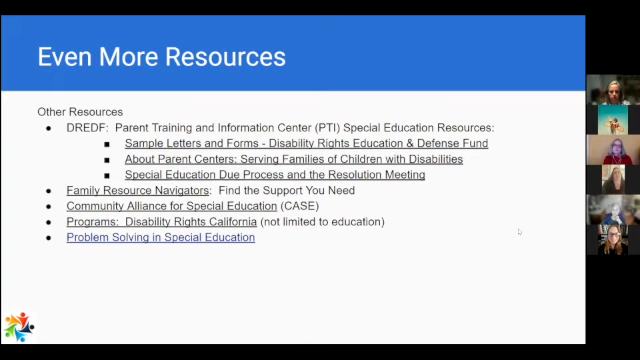 Even More Resources
Other Resources
● DREDF: Parent Training and Information Center (PTI) Special Education Resources:
■ Sample Letters and Forms - Disability Rights Education & Defense Fund
■ About Parent Centers: Serving Families of Children with Disabilities
■ Special Education Due Process and the Resolution Meeting
● Family Resource Navigators: Find the Support You Need
● Community Alliance for Special Education (CASE)
● Programs: Disability Rights California (not limited to education)
● Problem Solving in Special Education